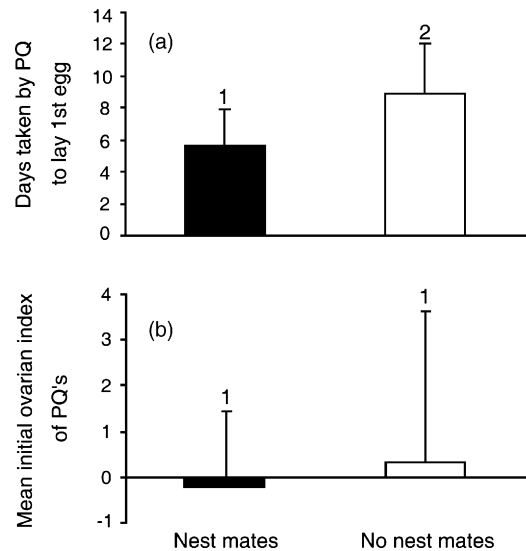 14
12
10
8
6
4
2
0
Days taken by PQ
to lay 1st egg
(a)
1
2
4
3
2
1
0
-1
Mean initial ovarian index
of PQ's
(b)
1
1
Nest mates
No nest mates